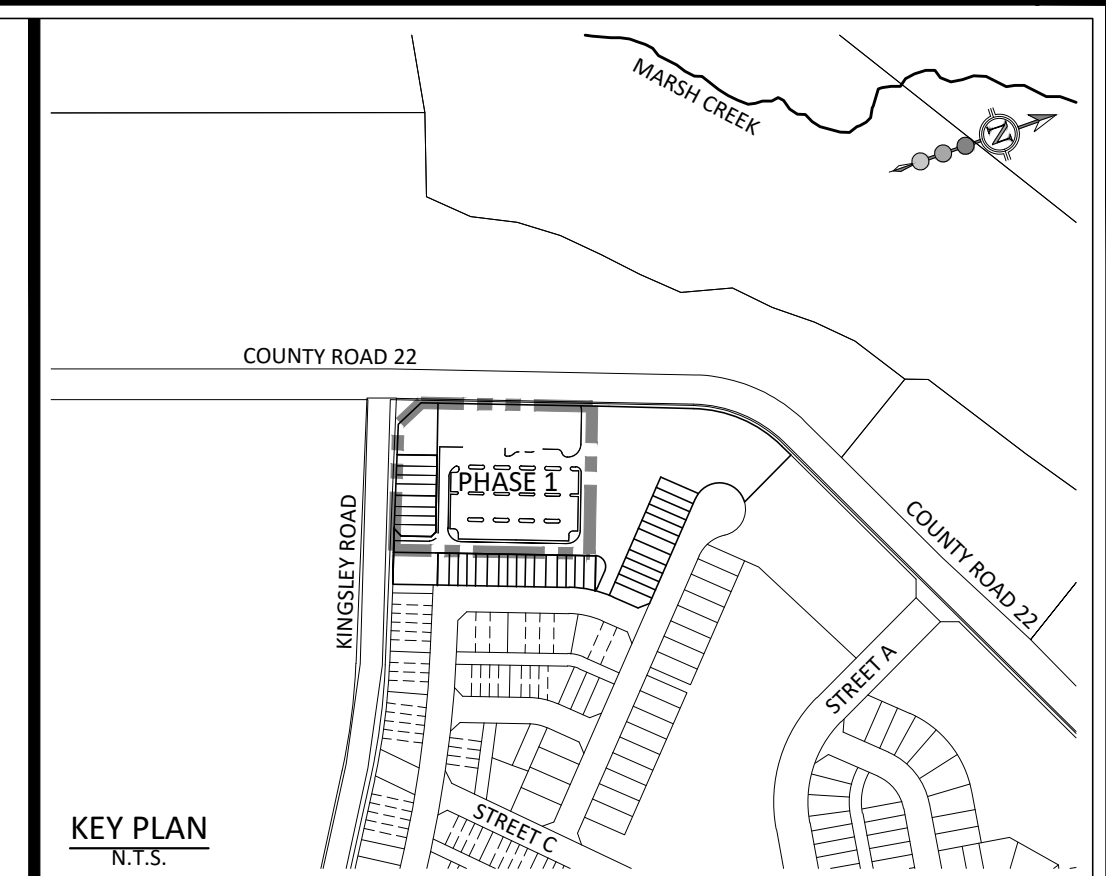 MARSH CREEK
N
COUNTY ROAD 22
PHASE 1
KINGSLEY ROAD
COUNTY ROAD 22
STREET A
STREET C
KEY PLAN
N.T.S.